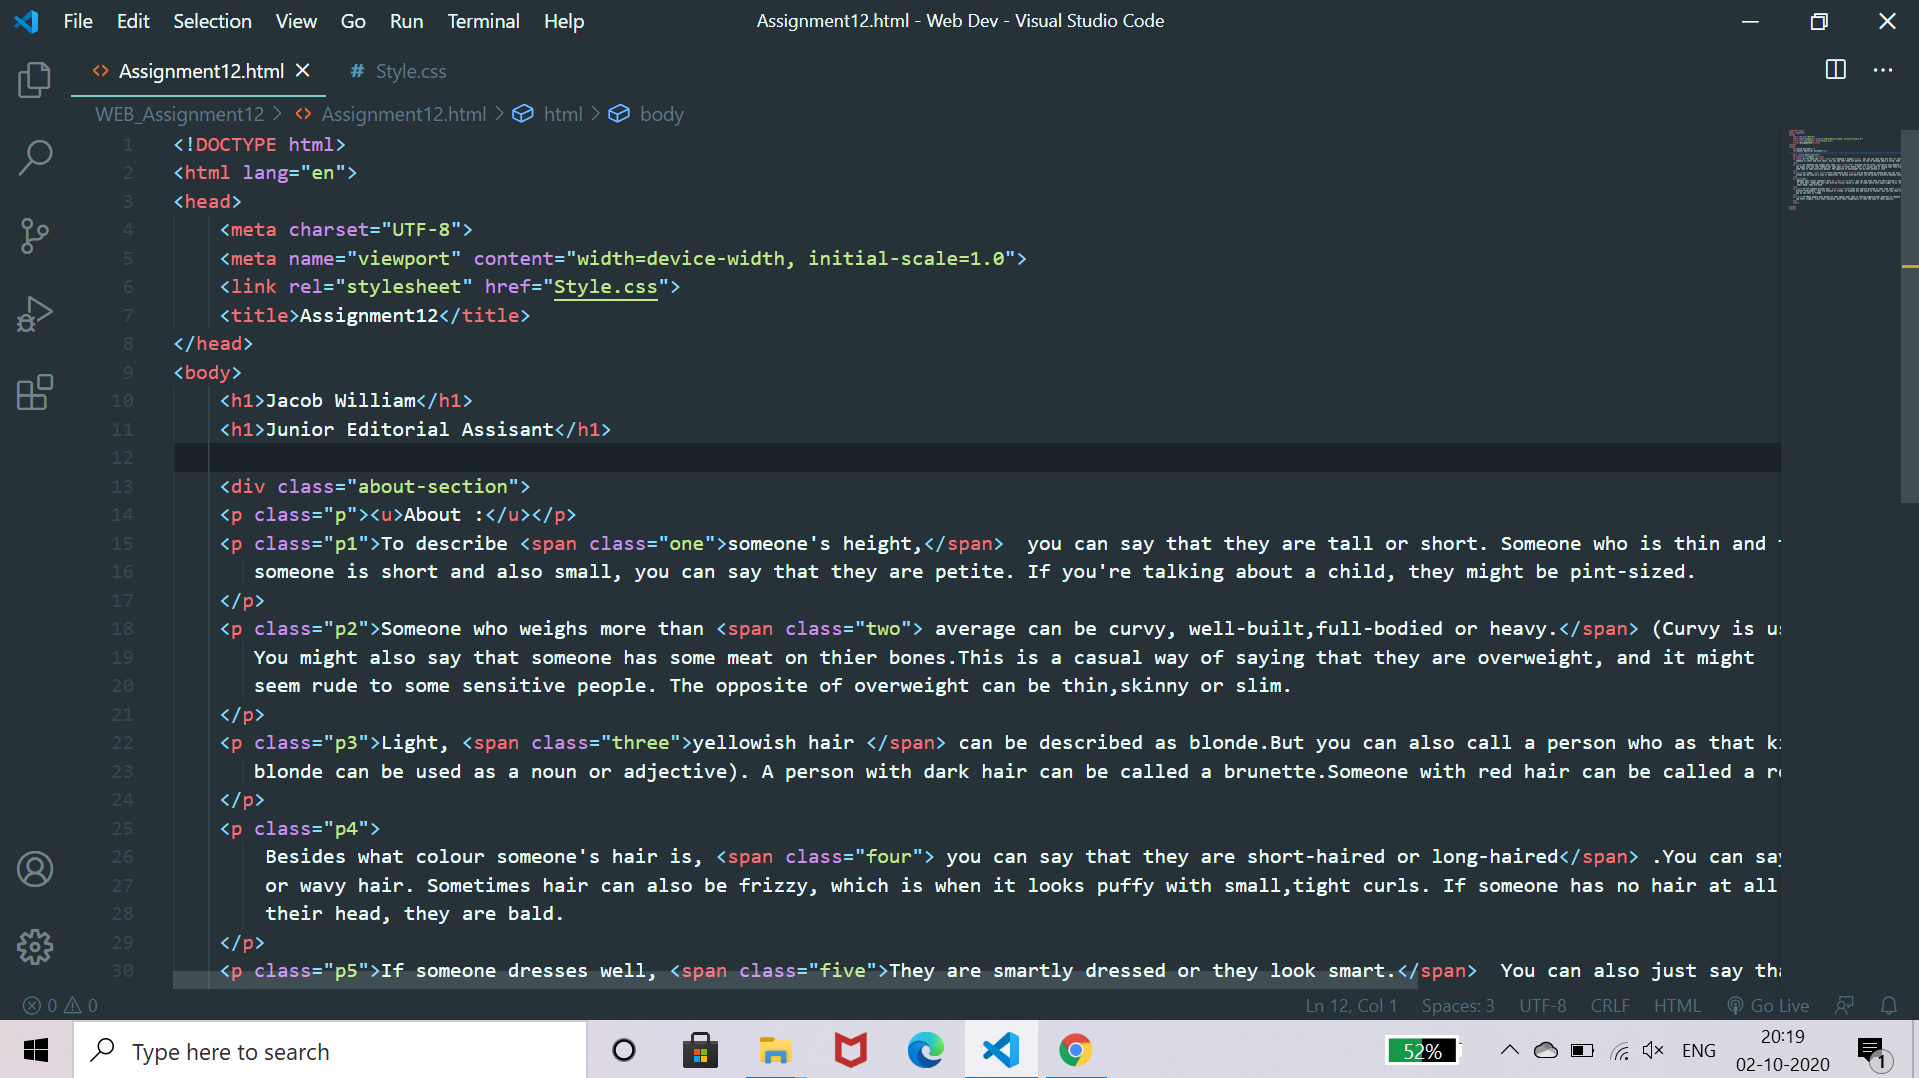 File Edit Selection View Go Run Terminal Help
Assignment12.html - Web Dev - Visual Studio Code
<> Assignment12.html × # Style.css
WEB_Assignment12 > <> Assignment12.html > html > body
1 <!DOCTYPE html>
2 <html lang="en">
3 <head>
4 <meta charset="UTF-8">
5 <meta name="viewport" content="width=device-width, initial-scale=1.0">
6 <link rel="stylesheet" href="Style.css">
7 <title>Assignment12</title>
8 </head>
9 <body>
10 <h1>Jacob William</h1>
11 <h1>Junior Editorial Assisant</h1>
12
13 <div class="about-section">
14 <p class="p"><u>About :</u></p>
15 <p class="p1">To describe <span class="one">someone's height,</span>  you can say that they are tall or short. Someone who is thin and
16 someone is short and also small, you can say that they are petite. If you're talking about a child, they might be pint-sized.
17 </p>
18 <p class="p2">Someone who weighs more than <span class="two"> average can be curvy, well-built,full-bodied or heavy.</span> (Curvy is
19 You might also say that someone has some meat on thier bones.This is a casual way of saying that they are overweight, and it might
20 seem rude to some sensitive people. The opposite of overweight can be thin,skinny or slim.
21 </p>
22 <p class="p3">Light, <span class="three">yellowish hair </span> can be described as blonde.But you can also call a person who as that
23 blonde can be used as a noun or adjective). A person with dark hair can be called a brunette.Someone with red hair can be called a
24 </p>
25 <p class="p4">
26 Besides what colour someone's hair is, <span class="four"> you can say that they are short-haired or long-haired</span> .You can say
27 or wavy hair. Sometimes hair can also be frizzy, which is when it looks puffy with small,tight curls. If someone has no hair at all
28 their head, they are bald.
29 </p>
30 <p class="p5">If someone dresses well, <span class="five">They are smartly dressed or they look smart.</span>  You can also just say
0 0
Ln 12, Col 1 Spaces: 3 UTF-8 CRLF HTML Go Live
Type here to search
52%
ENG
20:19
02-10-2020
1